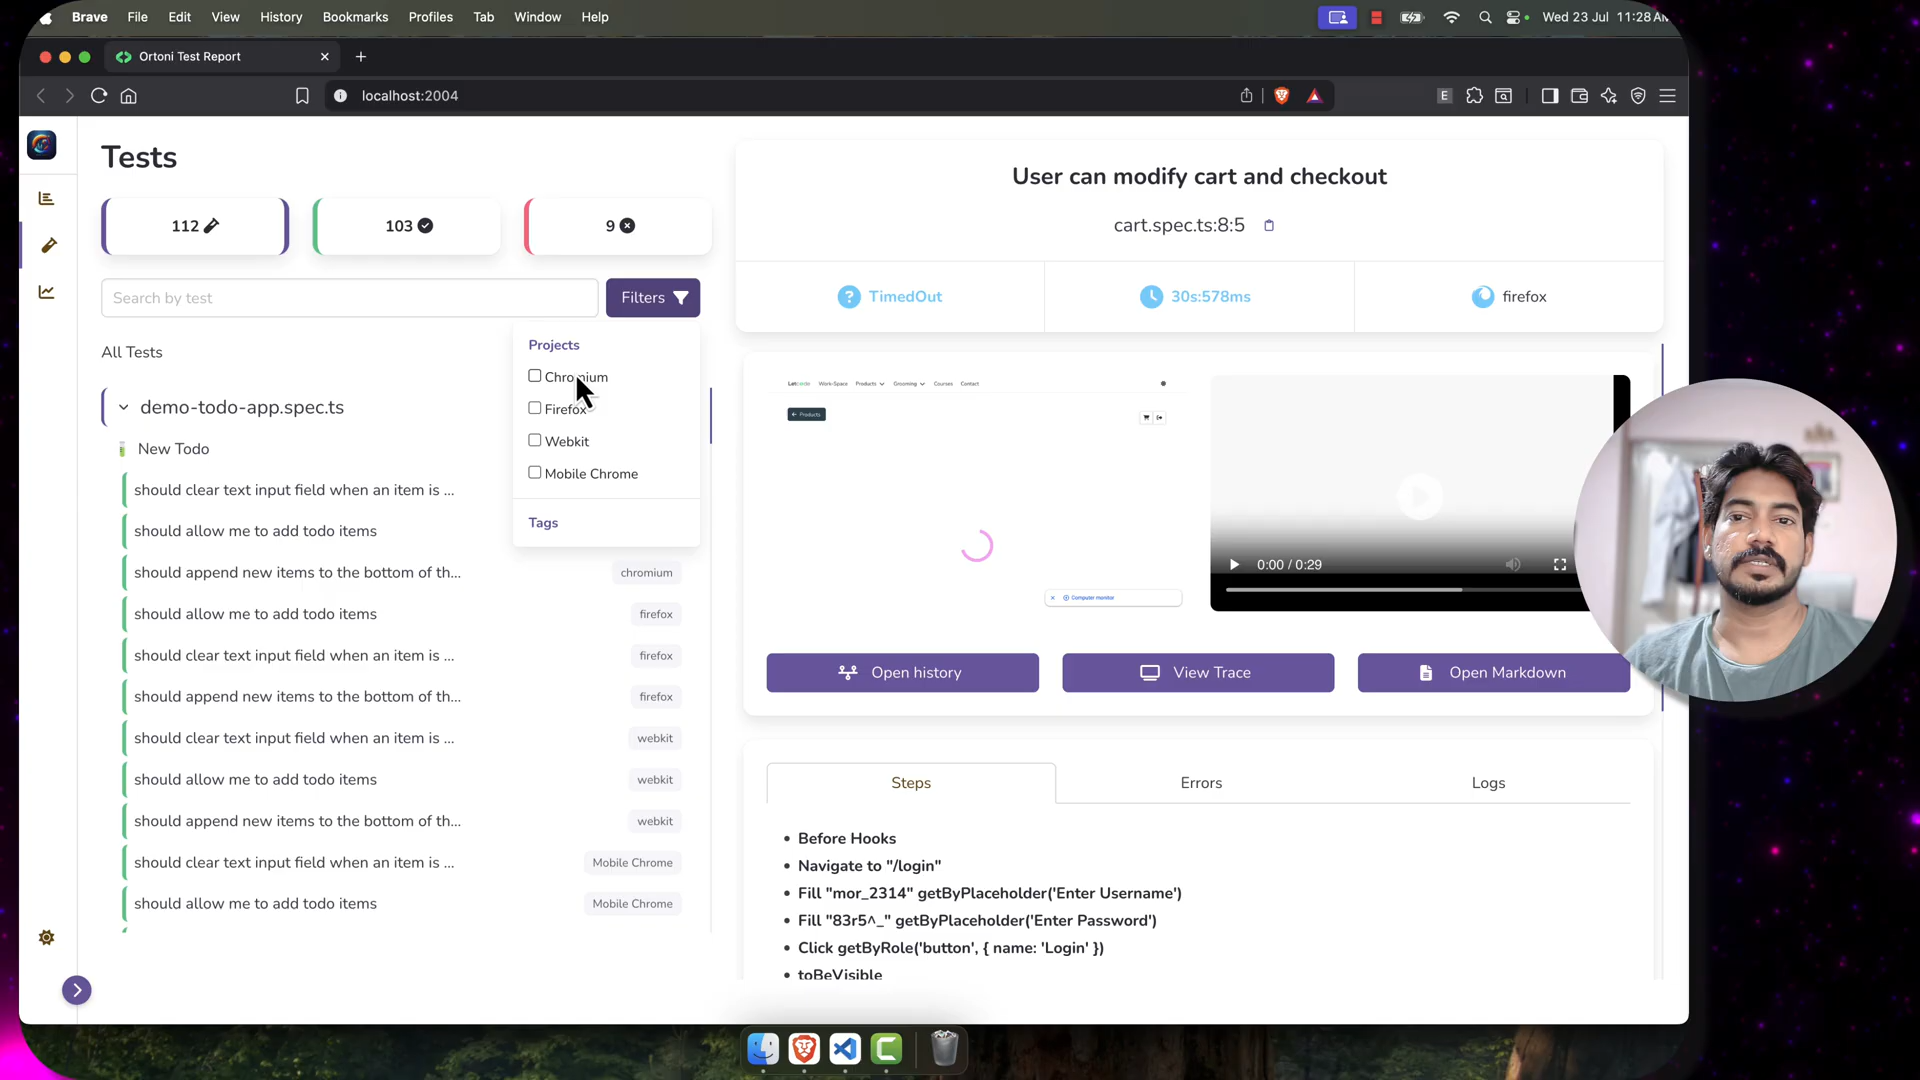 Brave File Edit View History Bookmarks Profiles Tab Window Help
Wed 23 Jul 11:28 AM
Ortoni Test Report
localhost:2004
E
Tests
112
103
9
Search by test
Filters
Projects
Chromium
Firefox
Webkit
Mobile Chrome
Tags
All Tests
demo-todo-app.spec.ts
New Todo
should clear text input field when an item is ...
should allow me to add todo items
should append new items to the bottom of th... chromium
should allow me to add todo items firefox
should clear text input field when an item is ... firefox
should append new items to the bottom of th... firefox
should clear text input field when an item is ... webkit
should allow me to add todo items webkit
should append new items to the bottom of th... webkit
should clear text input field when an item is ... Mobile Chrome
should allow me to add todo items Mobile Chrome
User can modify cart and checkout
cart.spec.ts:8:5
TimedOut
30s:578ms
firefox
LetCode Work-Space Products Grooming Courses Contact
Products
Computer monitor
0:00 / 0:29
Open history
View Trace
Open Markdown
Steps
Errors
Logs
Before Hooks
Navigate to "/login"
Fill "mor_2314" getByPlaceholder('Enter Username')
Fill "83r5^_" getByPlaceholder('Enter Password')
Click getByRole('button', { name: 'Login' })
toBeVisible